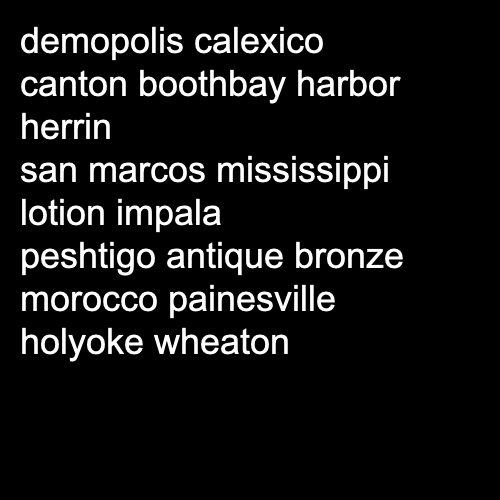 demopolis calexico
canton boothbay harbor
herrin
san marcos mississippi
lotion impala
peshtigo antique bronze
morocco painesville
holyoke wheaton